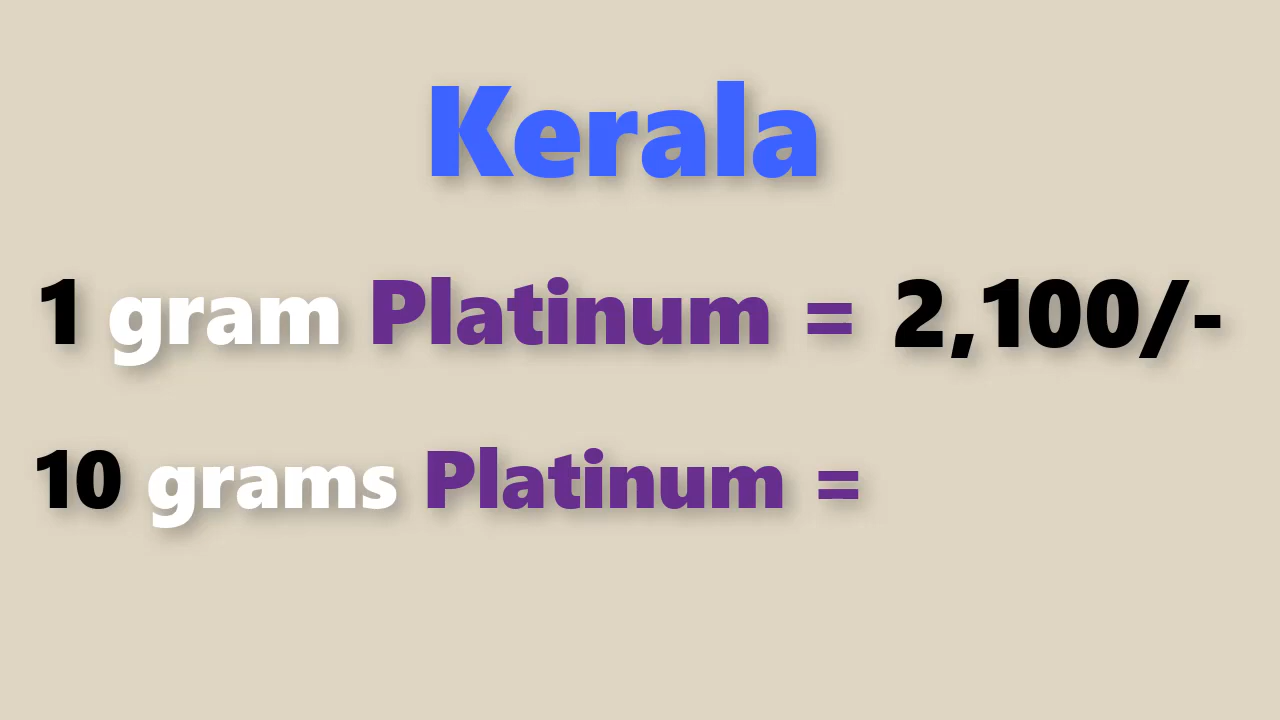 Kerala
1 gram Platinum = 2,100/-
10 grams Platinum =